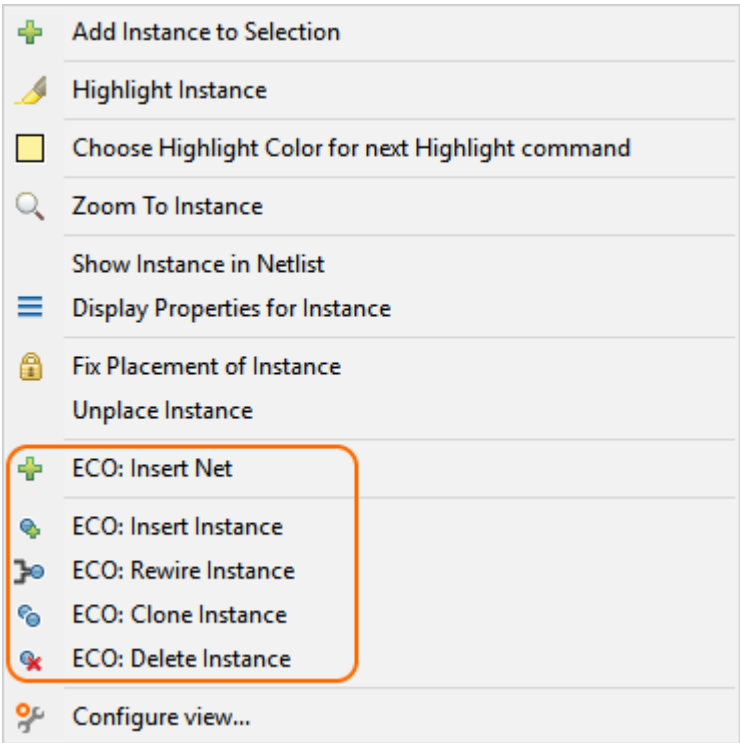 Add Instance to Selection
Highlight Instance
Choose Highlight Color for next Highlight command
Zoom To Instance
Show Instance in Netlist
Display Properties for Instance
Fix Placement of Instance
Unplace Instance
ECO: Insert Net
ECO: Insert Instance
ECO: Rewire Instance
ECO: Clone Instance
ECO: Delete Instance
Configure view...